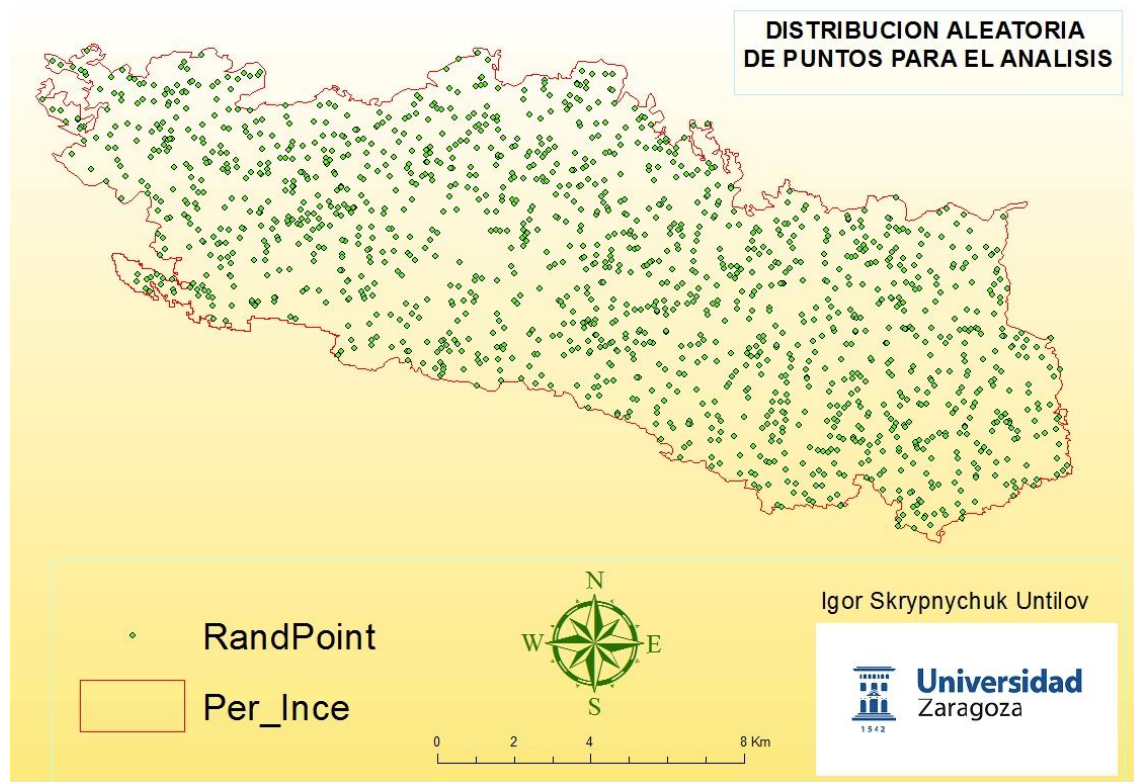 DISTRIBUCION ALEATORIA
DE PUNTOS PARA EL ANALISIS
RandPoint
Per_Ince
N
W
E
S
0 2 4 8 Km
Igor Skrypnychuk Untilov
Universidad
Zaragoza
1542